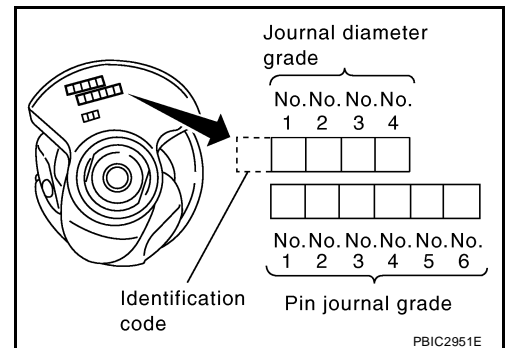 Journal diameter
grade
No. No. No. No.
1 2 3 4
No. No. No. No. No. No.
1 2 3 4 5 6
Identification
code
Pin journal grade
PBIC2951E